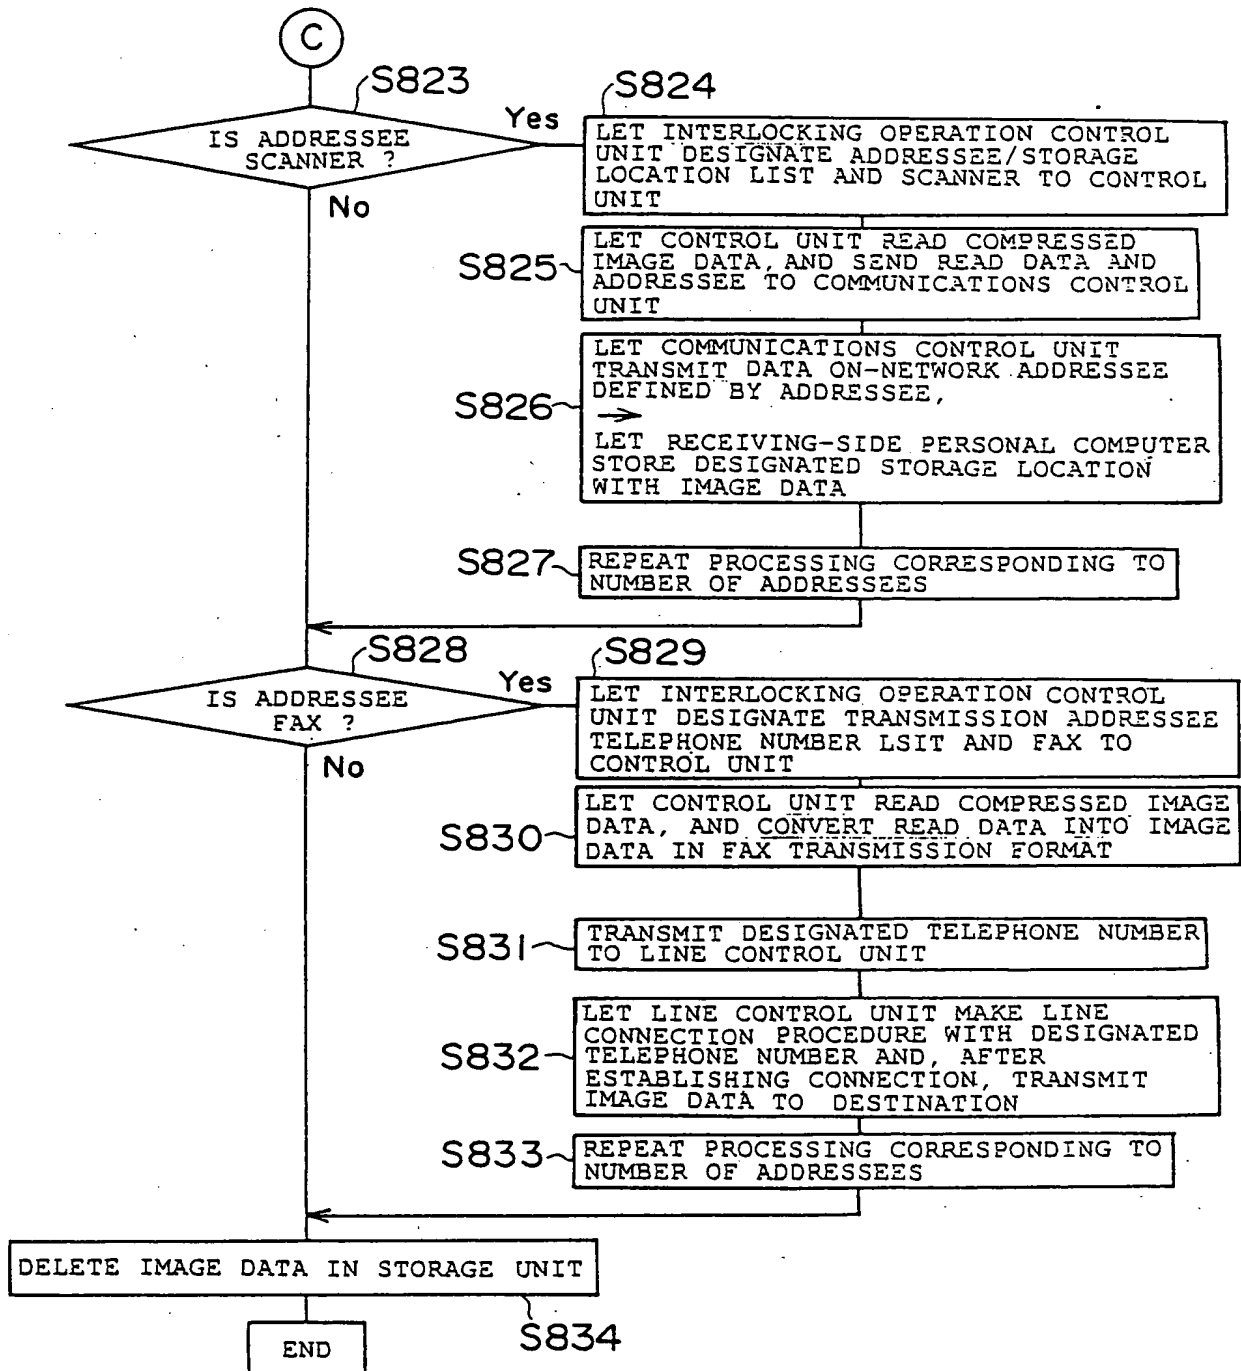 C
S823
IS ADDRESSEE
SCANNER ?
Yes
No
S824
LET INTERLOCKING OPERATION CONTROL
UNIT DESIGNATE ADDRESSEE/STORAGE
LOCATION LIST AND SCANNER TO CONTROL
UNIT
S825
LET CONTROL UNIT READ COMPRESSED
IMAGE DATA, AND SEND READ DATA AND
ADDRESSEE TO COMMUNICATIONS CONTROL
UNIT
S826
LET COMMUNICATIONS CONTROL UNIT
TRANSMIT DATA ON-NETWORK ADDRESSEE
DEFINED BY ADDRESSEE,
→
LET RECEIVING-SIDE PERSONAL COMPUTER
STORE DESIGNATED STORAGE LOCATION
WITH IMAGE DATA
S827
REPEAT PROCESSING CORRESPONDING TO
NUMBER OF ADDRESSEES
S828
IS ADDRESSEE
FAX ?
Yes
No
S829
LET INTERLOCKING OPERATION CONTROL
UNIT DESIGNATE TRANSMISSION ADDRESSEE
TELEPHONE NUMBER LSIT AND FAX TO
CONTROL UNIT
S830
LET CONTROL UNIT READ COMPRESSED IMAGE
DATA, AND CONVERT READ DATA INTO IMAGE
DATA IN FAX TRANSMISSION FORMAT
S831
TRANSMIT DESIGNATED TELEPHONE NUMBER
TO LINE CONTROL UNIT
S832
LET LINE CONTROL UNIT MAKE LINE
CONNECTION PROCEDURE WITH DESIGNATED
TELEPHONE NUMBER AND, AFTER
ESTABLISHING CONNECTION, TRANSMIT
IMAGE DATA TO DESTINATION
S833
REPEAT PROCESSING CORRESPONDING TO
NUMBER OF ADDRESSEES
DELETE IMAGE DATA IN STORAGE UNIT
S834
END